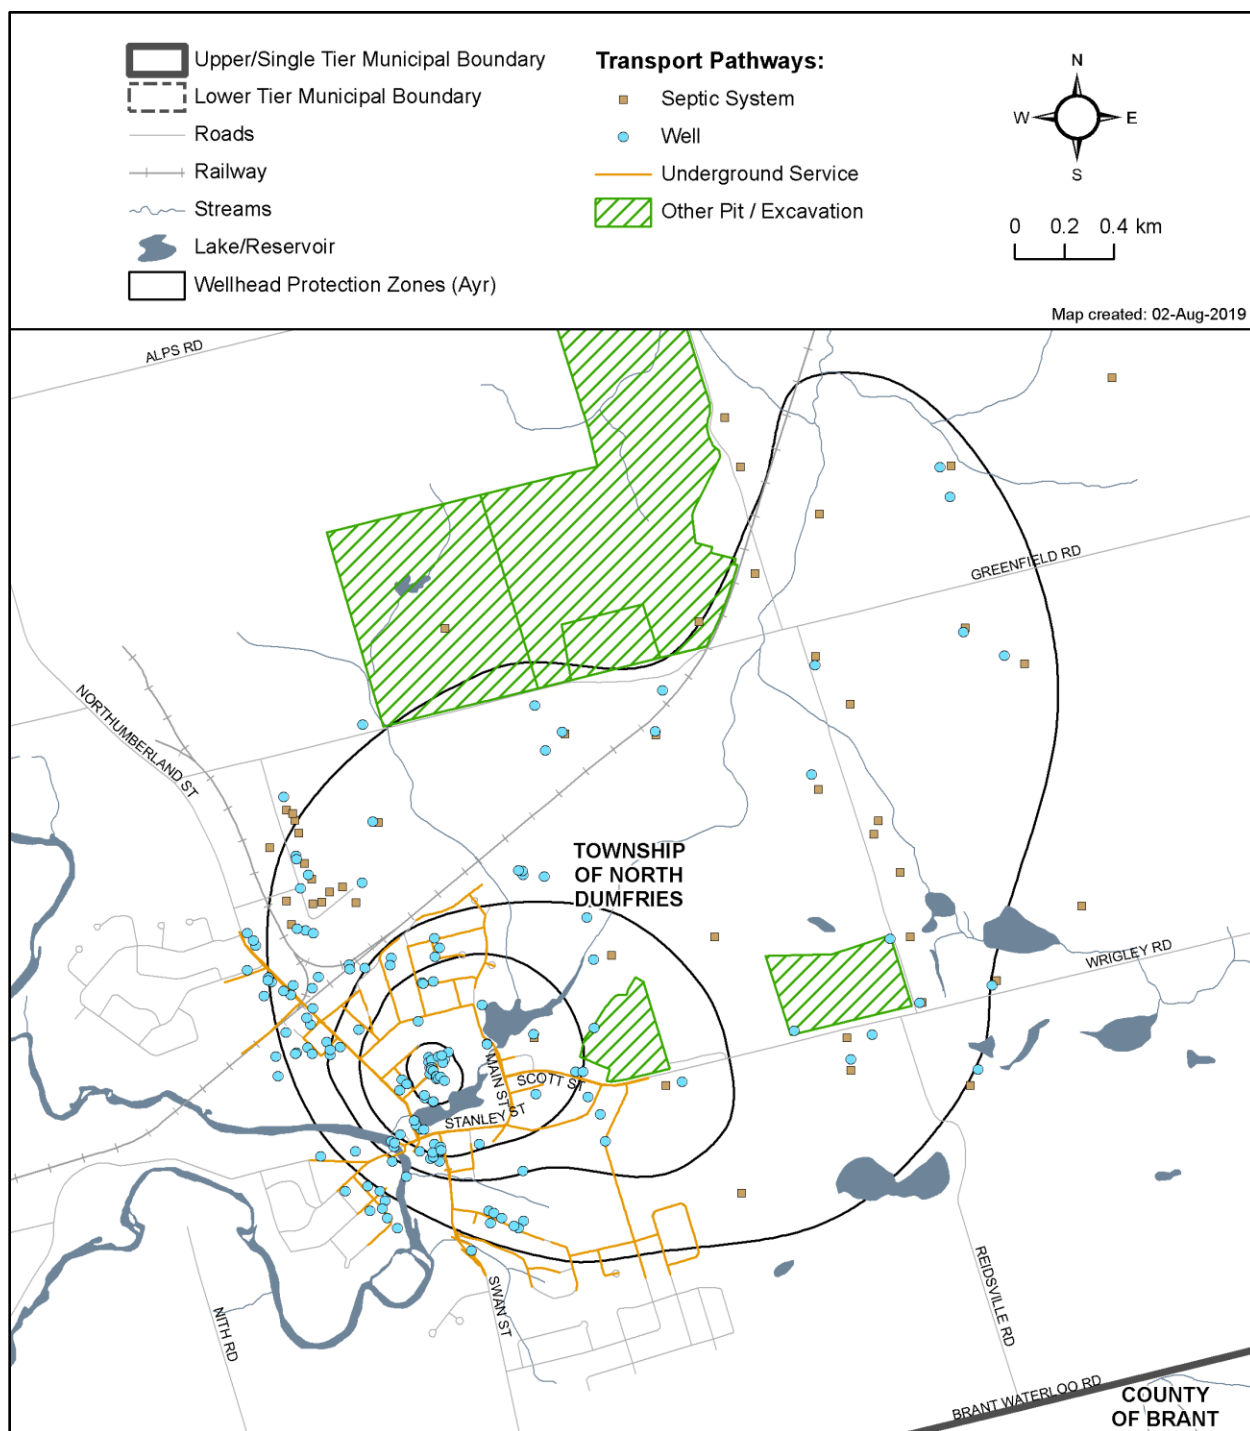 Upper/Single Tier Municipal Boundary
Lower Tier Municipal Boundary
Roads
Railway
Streams
Lake/Reservoir
Wellhead Protection Zones (Ayr)
Transport Pathways:
Septic System
Well
Underground Service
Other Pit / Excavation
N
W E
S
0 0.2 0.4 km
Map created: 02-Aug-2019
ALPS RD
GREENFIELD RD
NORTHUMBERLAND ST
TOWNSHIP
OF NORTH
DUMFRIES
WRIGLEY RD
MAIN ST
SCOTT ST
STANLEY ST
SWAN ST
NITH RD
REIDSVILLE RD
BRANT WATERLOO RD
COUNTY
OF BRANT